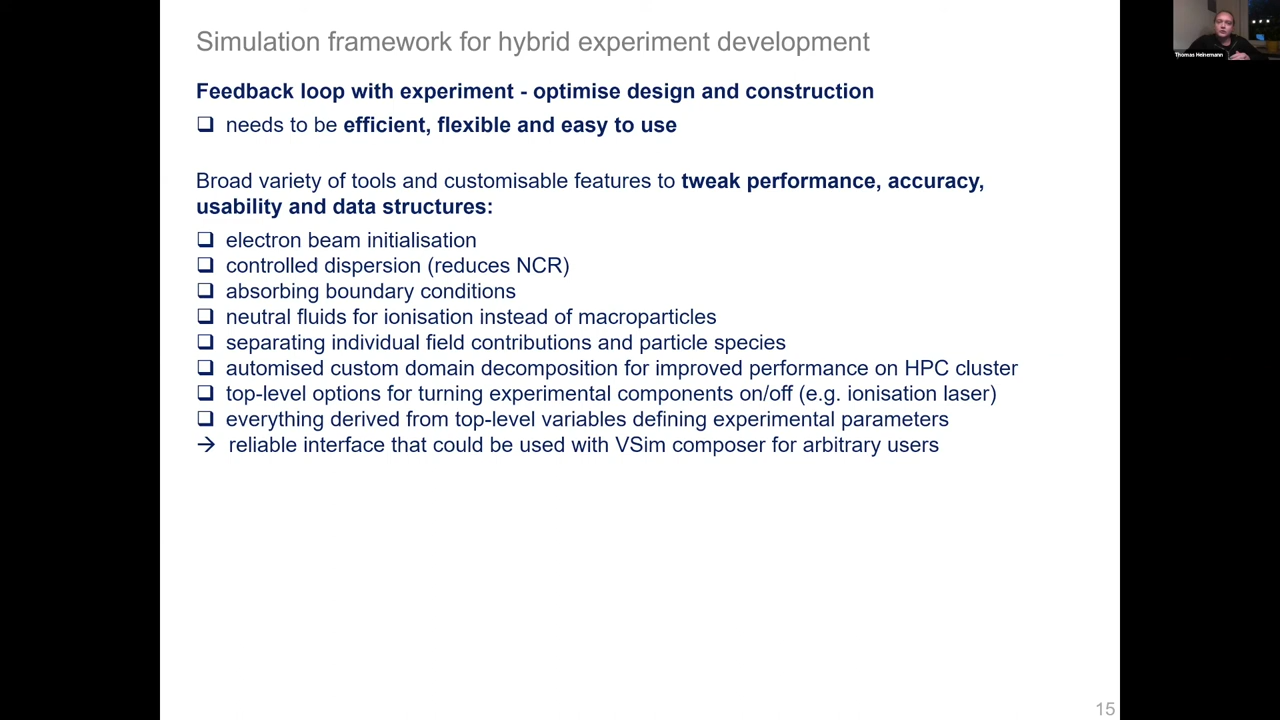 Simulation framework for hybrid experiment development
Thomas Heinemann
Feedback loop with experiment - optimise design and construction
❑ needs to be efficient, flexible and easy to use
Broad variety of tools and customisable features to tweak performance, accuracy,
usability and data structures:
❑ electron beam initialisation
❑ controlled dispersion (reduces NCR)
❑ absorbing boundary conditions
❑ neutral fluids for ionisation instead of macroparticles
❑ separating individual field contributions and particle species
❑ automised custom domain decomposition for improved performance on HPC cluster
❑ top-level options for turning experimental components on/off (e.g. ionisation laser)
❑ everything derived from top-level variables defining experimental parameters
→ reliable interface that could be used with VSim composer for arbitrary users
15